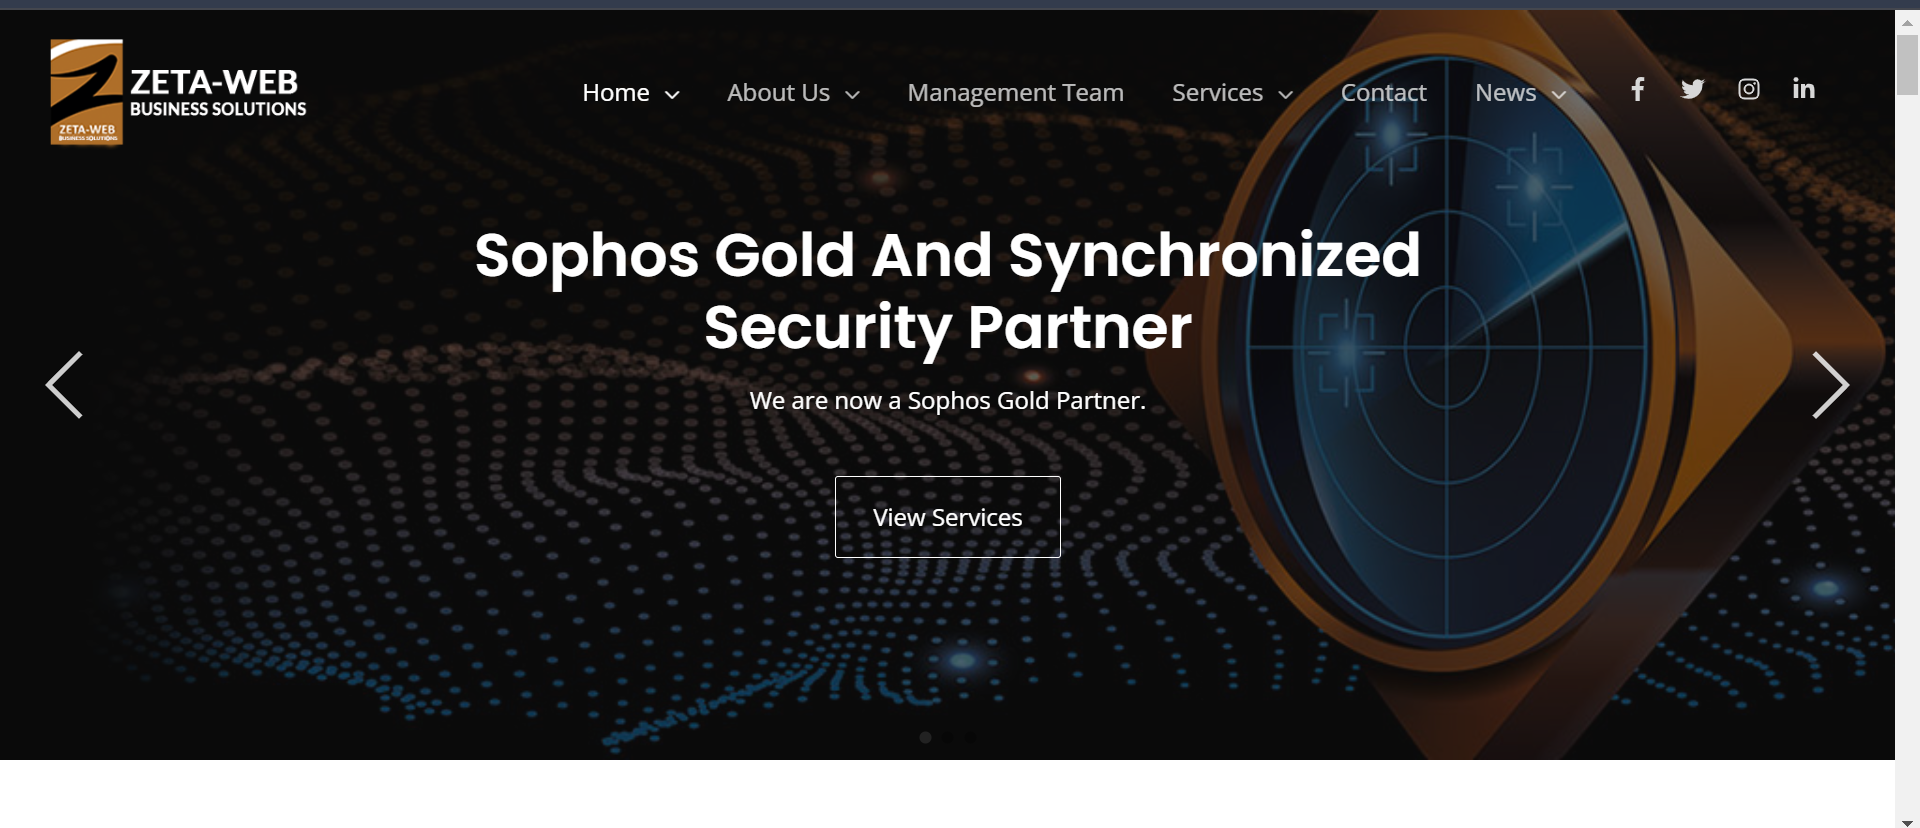 ZETA-WEB
BUSINESS SOLUTIONS
ZETA-WEB
BUSINESS SOLUTIONS
Home
About Us
Management Team
Services
Contact
News
Sophos Gold And Synchronized
Security Partner
We are now a Sophos Gold Partner.
View Services